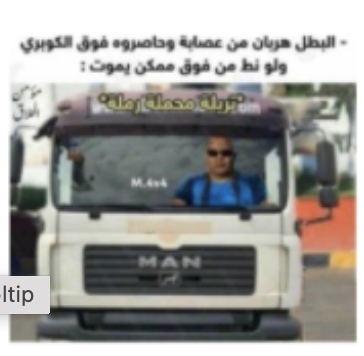 - البطل هربان من عصابة وحاصروه فوق الكوبري
ولو نط من فوق ممكن يموت :
"تريلة محملة رملة"
M.4x4
MAN
ltip